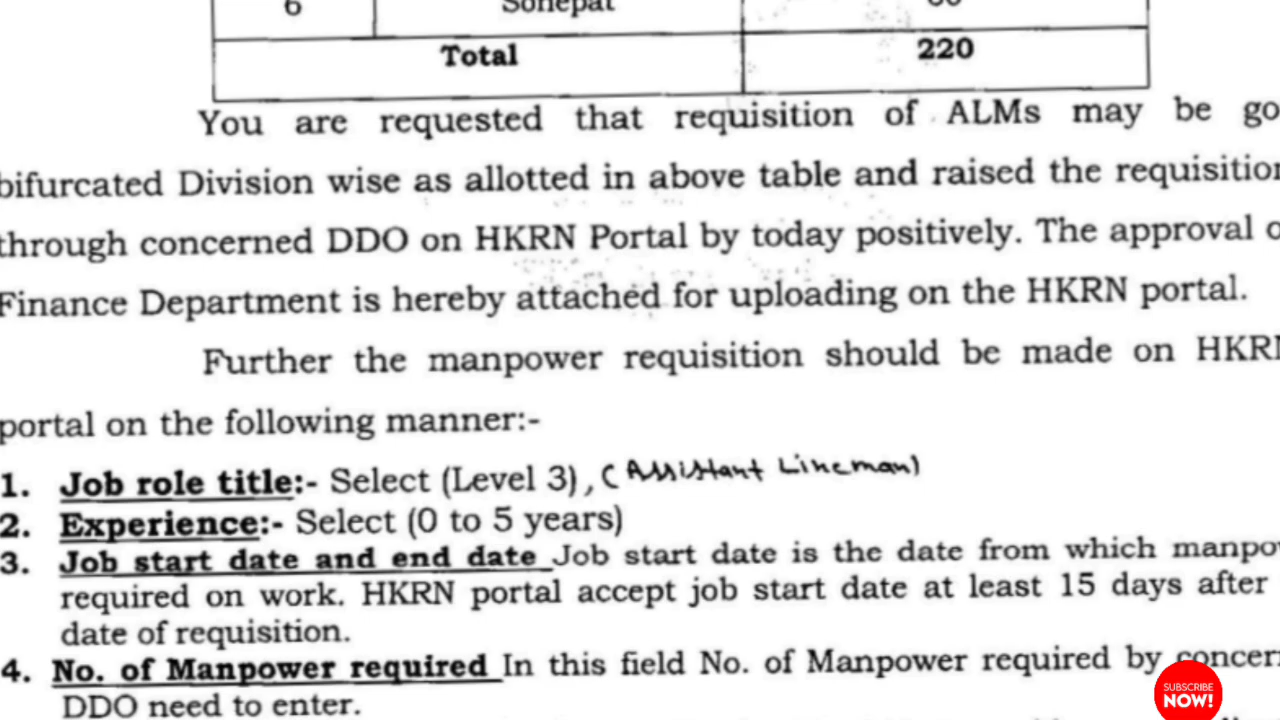 6 Sonepat
Total 220
You are requested that requisition of ALMs may be go
bifurcated Division wise as allotted in above table and raised the requisition
through concerned DDO on HKRN Portal by today positively. The approval o
Finance Department is hereby attached for uploading on the HKRN portal.
Further the manpower requisition should be made on HKRN
portal on the following manner:-
1. Job role title:- Select (Level 3), (Assistant Lineman)
2. Experience:- Select (0 to 5 years)
3. Job start date and end date Job start date is the date from which manpow
required on work. HKRN portal accept job start date at least 15 days after
date of requisition.
4. No. of Manpower required In this field No. of Manpower required by concern
DDO need to enter.
SUBSCRIBE
NOW!